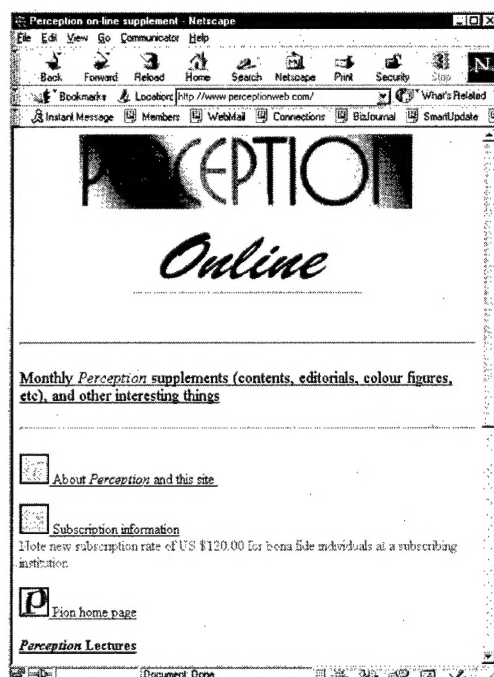 Perception on-line supplement - Netscape
File Edit View Go Communicator Help
Back Forward Reload Home Search Netscape Print Security Stop N
Bookmarks Location: http://www.perceptionweb.com/ What's Related
Instant Message Members WebMail Connections BizJournal SmartUpdate
PERCEPTION
Online
Monthly Perception supplements (contents, editorials, colour figures,
etc), and other interesting things
About Perception and this site
Subscription information
Note new subscription rate of US $120.00 for bona fide individuals at a subscribing
institution
p Pion home page
Perception Lectures
Document: Done